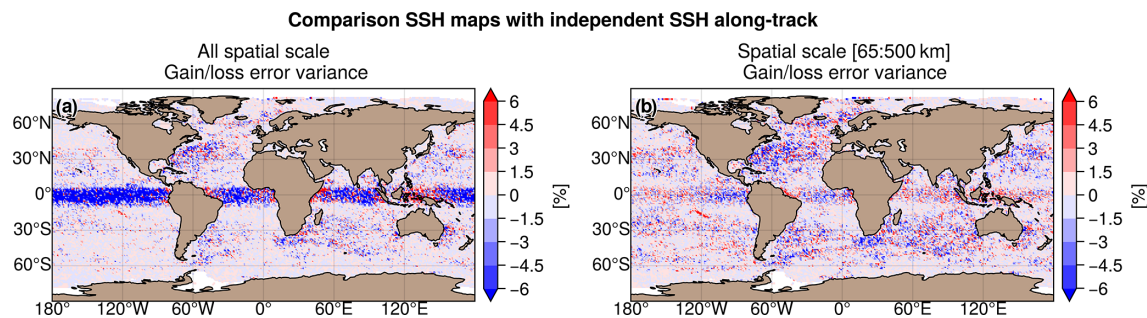 Comparison SSH maps with independent SSH along-track
All spatial scale
Gain/loss error variance
(a)
60°N
30°N
0°
30°S
60°S
180°
120°W
60°W
0°
60°E
120°E
6
4.5
3
1.5
0
−1.5
−3
−4.5
−6
[%]
Spatial scale [65:500 km]
Gain/loss error variance
(b)
60°N
30°N
0°
30°S
60°S
180°
120°W
60°W
0°
60°E
120°E
6
4.5
3
1.5
0
−1.5
−3
−4.5
−6
[%]